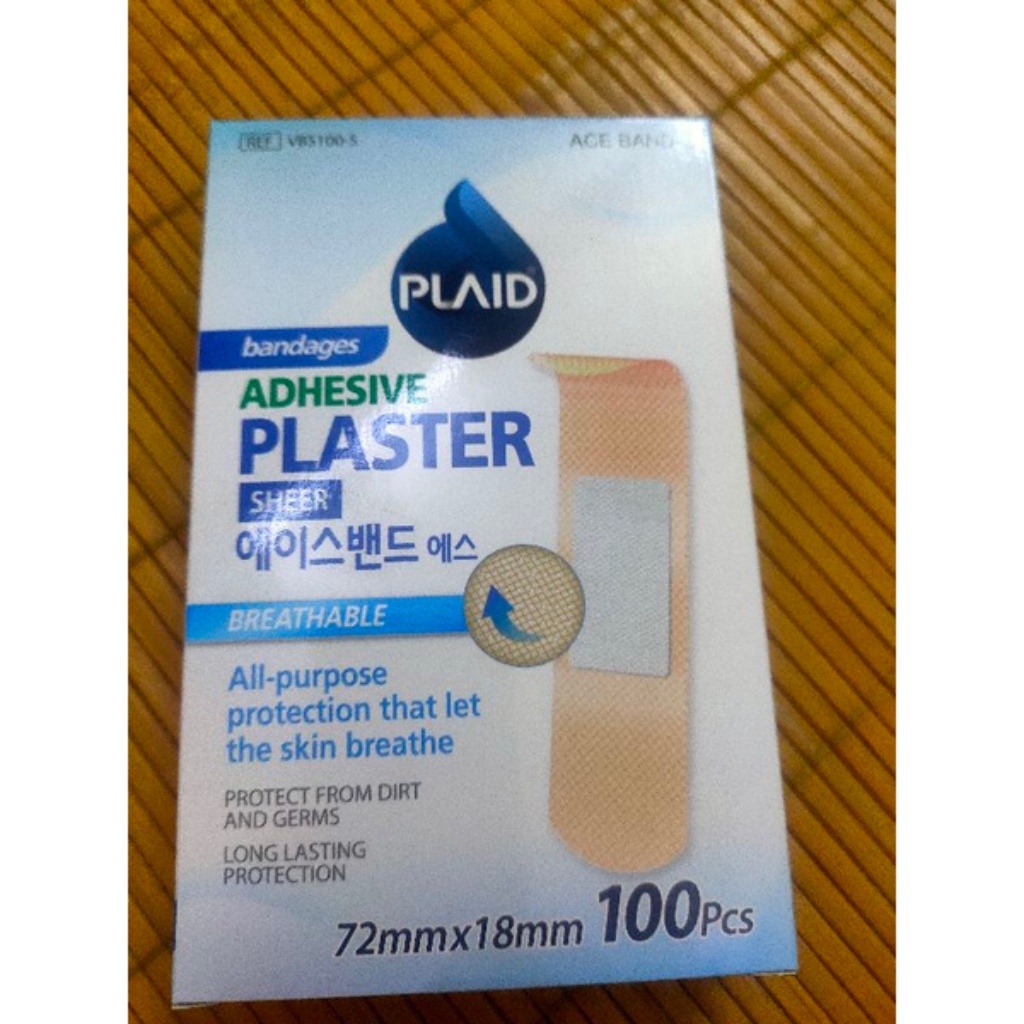 REF VBS100-S
ACE BAND
PLAID
bandages
ADHESIVE
PLASTER
SHEER
에이스밴드 에스
BREATHABLE
All-purpose
protection that let
the skin breathe
PROTECT FROM DIRT
AND GERMS
LONG LASTING
PROTECTION
72mmx18mm 100Pcs